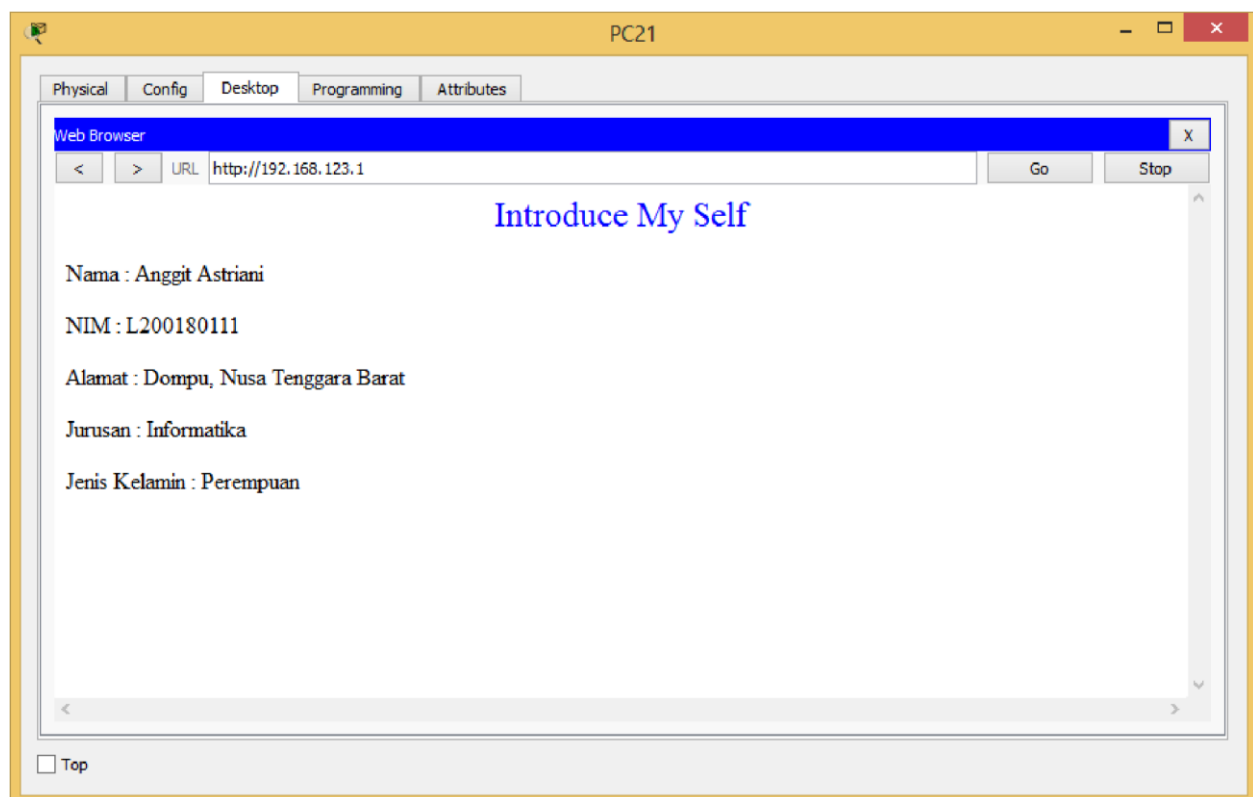 PC21
Physical Config Desktop Programming Attributes
Web Browser X
< > URL http://192.168.123.1 Go Stop
Introduce My Self
Nama : Anggit Astriani
NIM : L200180111
Alamat : Dompu, Nusa Tenggara Barat
Jurusan : Informatika
Jenis Kelamin : Perempuan
Top